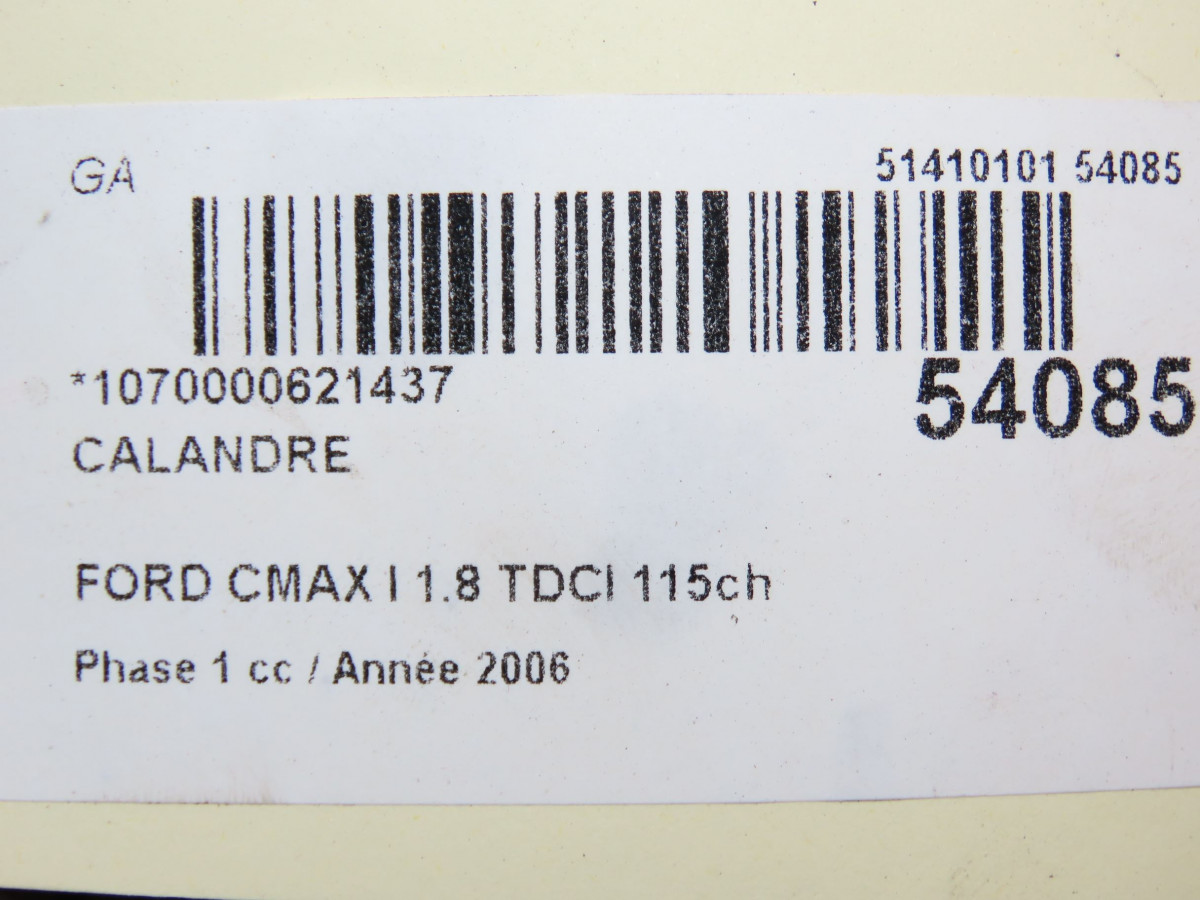 GA
51410101 54085
*1070000621437
54085
CALANDRE
FORD CMAX I 1.8 TDCI 115ch
Phase 1 cc / Année 2006